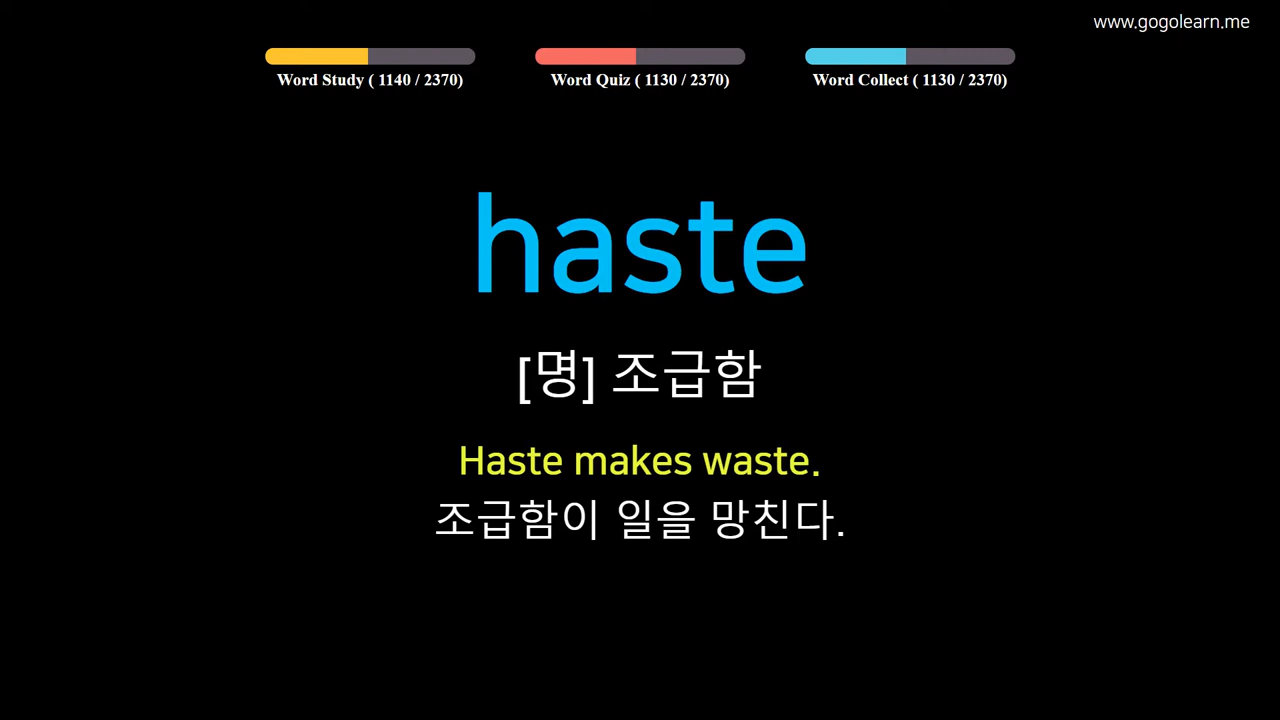 www.gogolearn.me
Word Study ( 1140 / 2370)
Word Quiz ( 1130 / 2370)
Word Collect ( 1130 / 2370)
haste
[명] 조급함
Haste makes waste.
조급함이 일을 망친다.